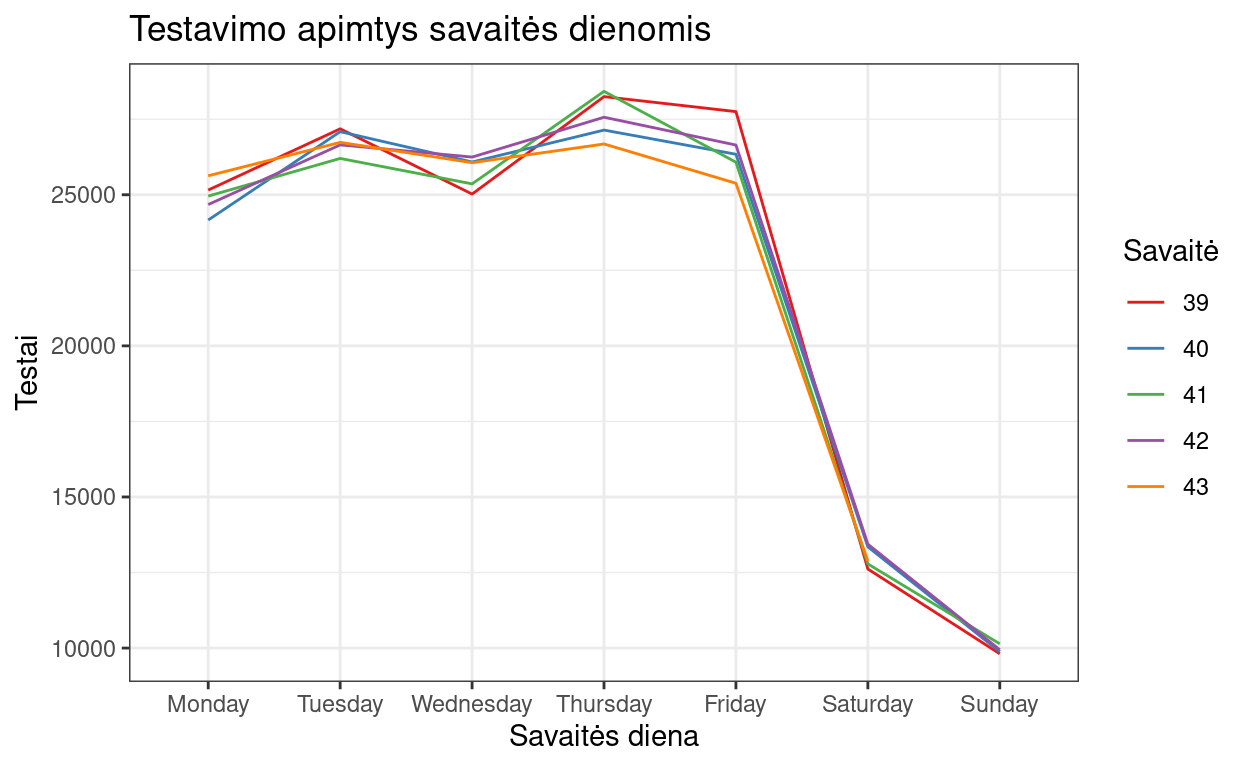 Testavimo apimtys savaitės dienomis
Testai
25000
20000
15000
10000
Monday Tuesday Wednesday Thursday Friday Saturday Sunday
Savaitės diena
Savaitė
39
40
41
42
43